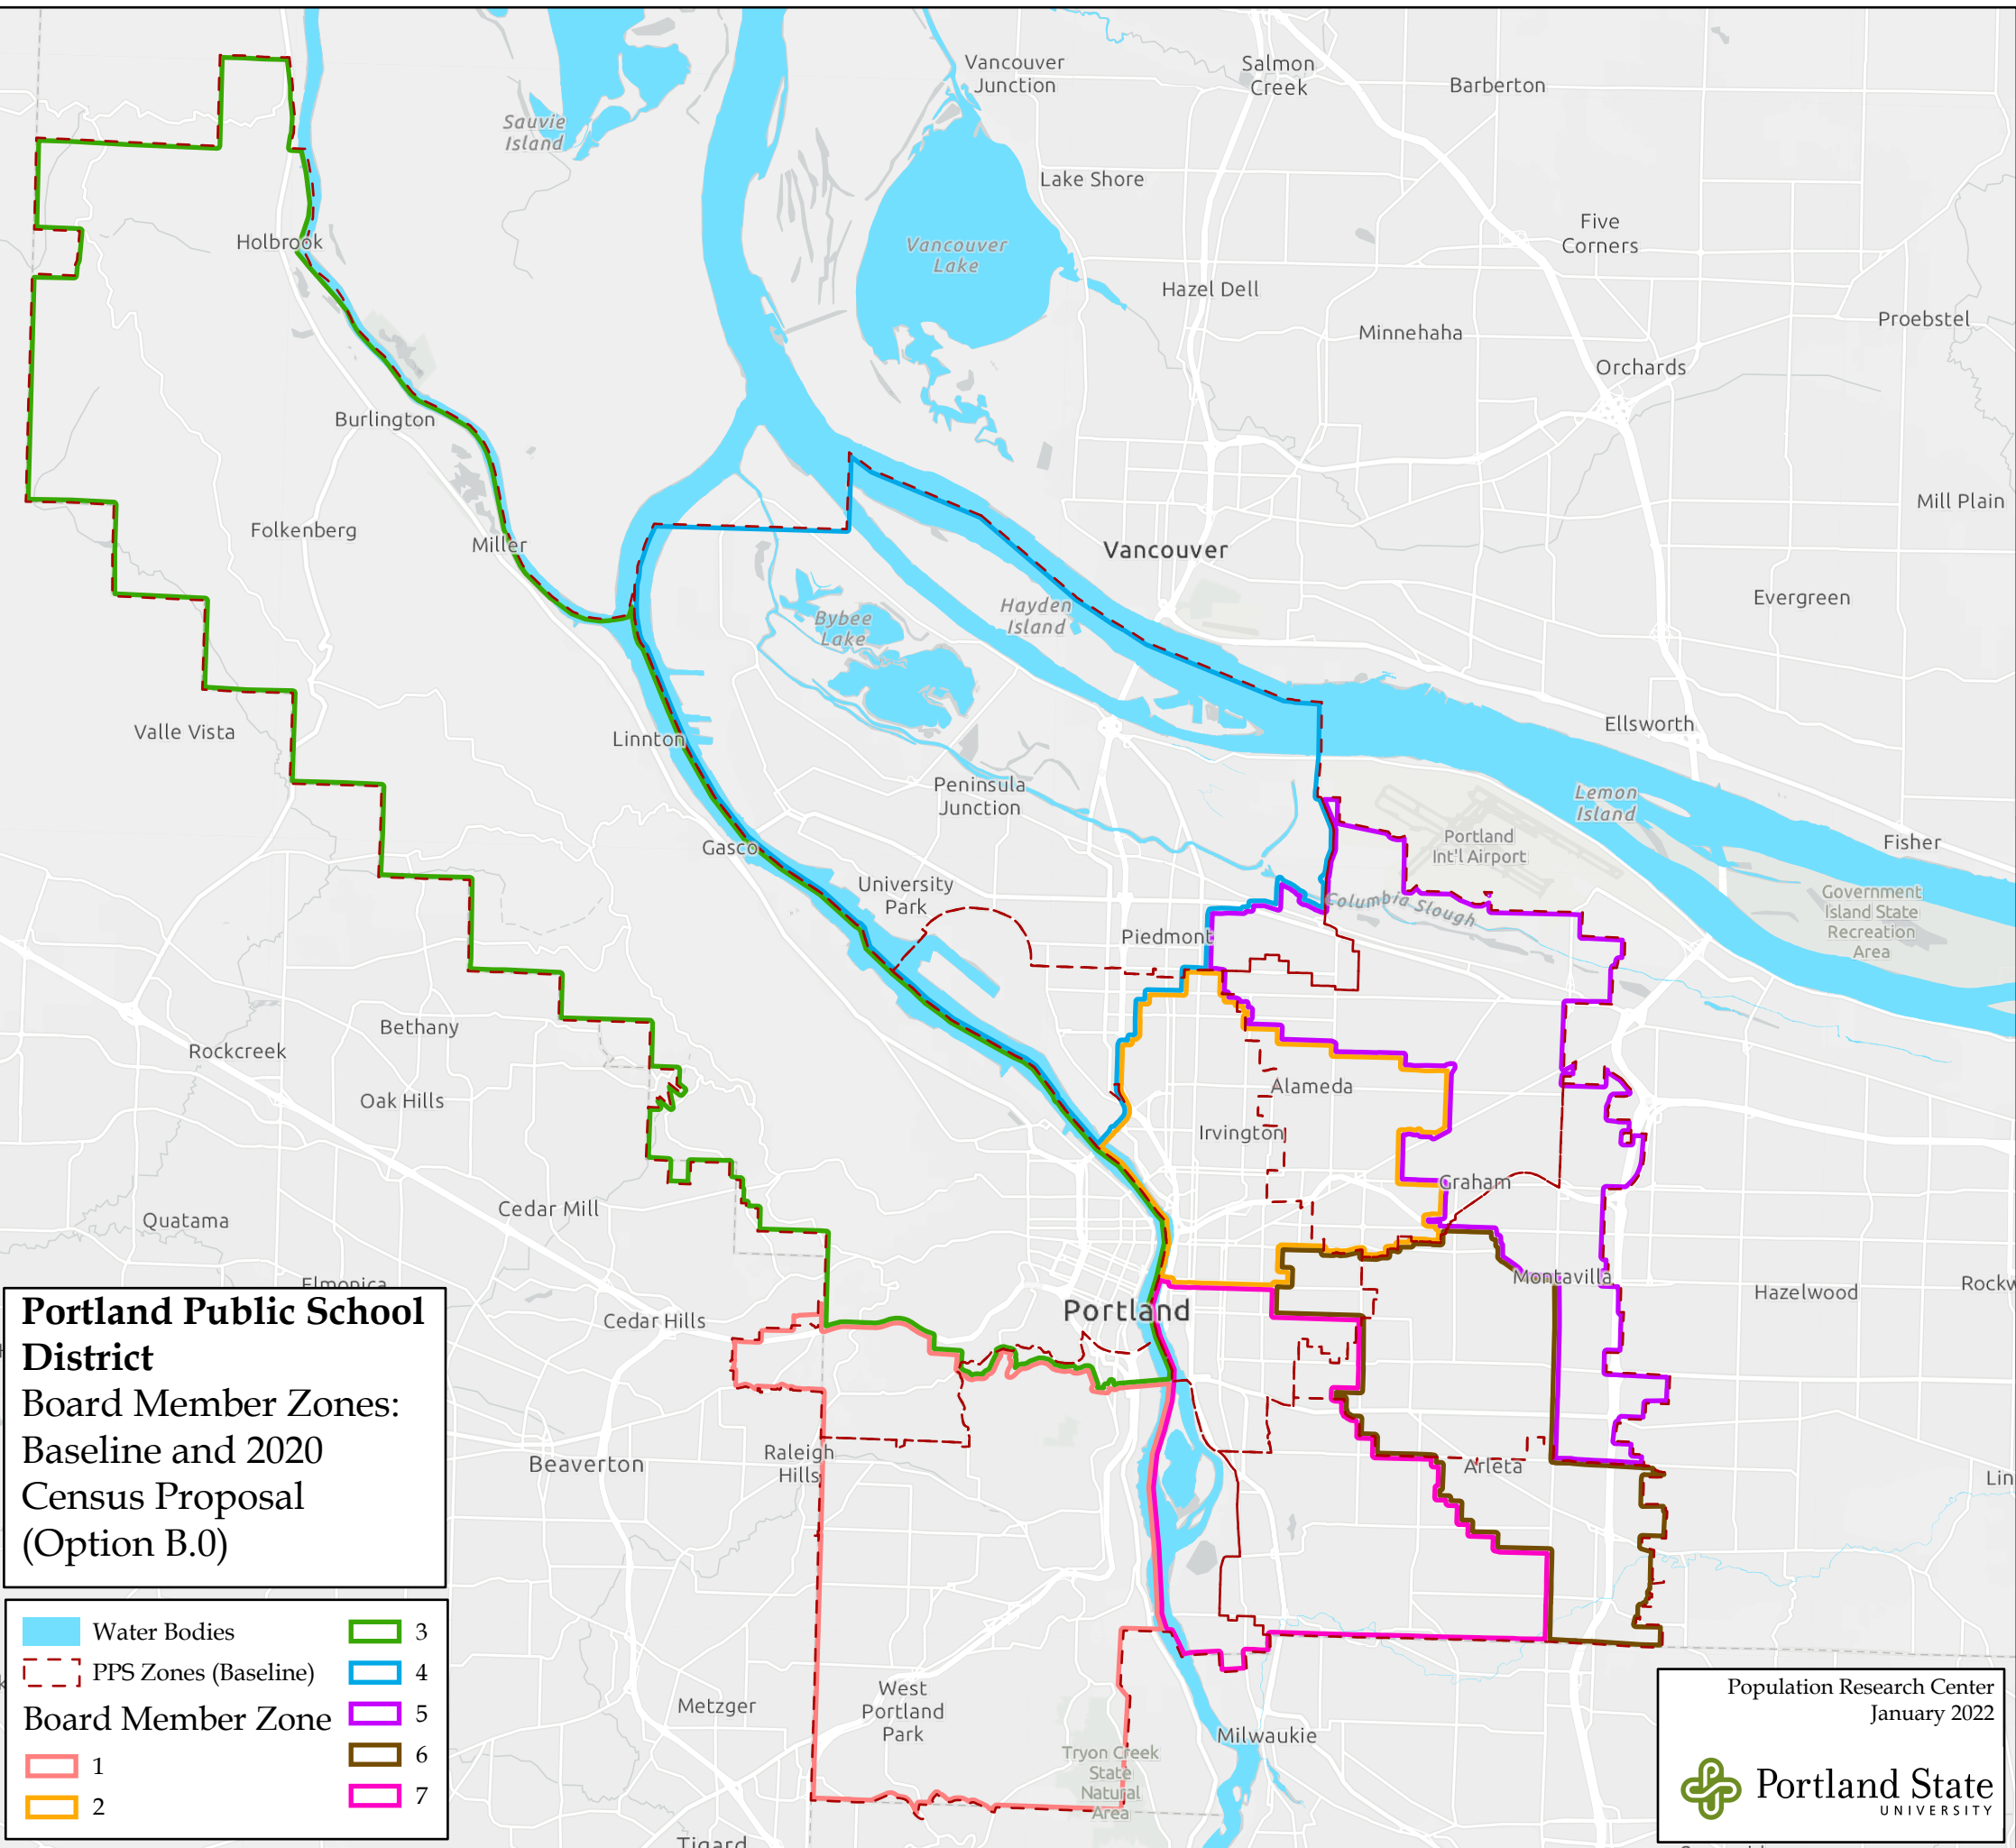 Vancouver
Junction
Salmon
Creek
Barberton
Sauvie
Island
Lake Shore
Five
Corners
Holbrook
Vancouver
Lake
Hazel Dell
Minnehaha
Proebstel
Orchards
Burlington
Mill Plain
Folkenberg
Miller
Vancouver
Hayden
Island
Evergreen
Bybee
Lake
Valle Vista
Linnton
Ellsworth
Peninsula
Junction
Lemon
Island
Portland
Int'l Airport
Fisher
Gasco
University
Park
Columbia Slough
Government
Island State
Recreation
Area
Piedmont
Bethany
Rockcreek
Oak Hills
Alameda
Irvington
Graham
Cedar Mill
Quatama
Montavilla
Hazelwood
Rockw
Elmonica
Portland
Cedar Hills
Portland Public School
District
Board Member Zones:
Baseline and 2020
Census Proposal
(Option B.0)
Raleigh
Hills
Beaverton
Arleta
Lin
Water Bodies
PPS Zones (Baseline)
Board Member Zone
1
2
3
4
5
6
7
Metzger
West
Portland
Park
Tryon Creek
State
Natural
Area
Milwaukie
Tigard
Population Research Center
January 2022
Portland State
UNIVERSITY